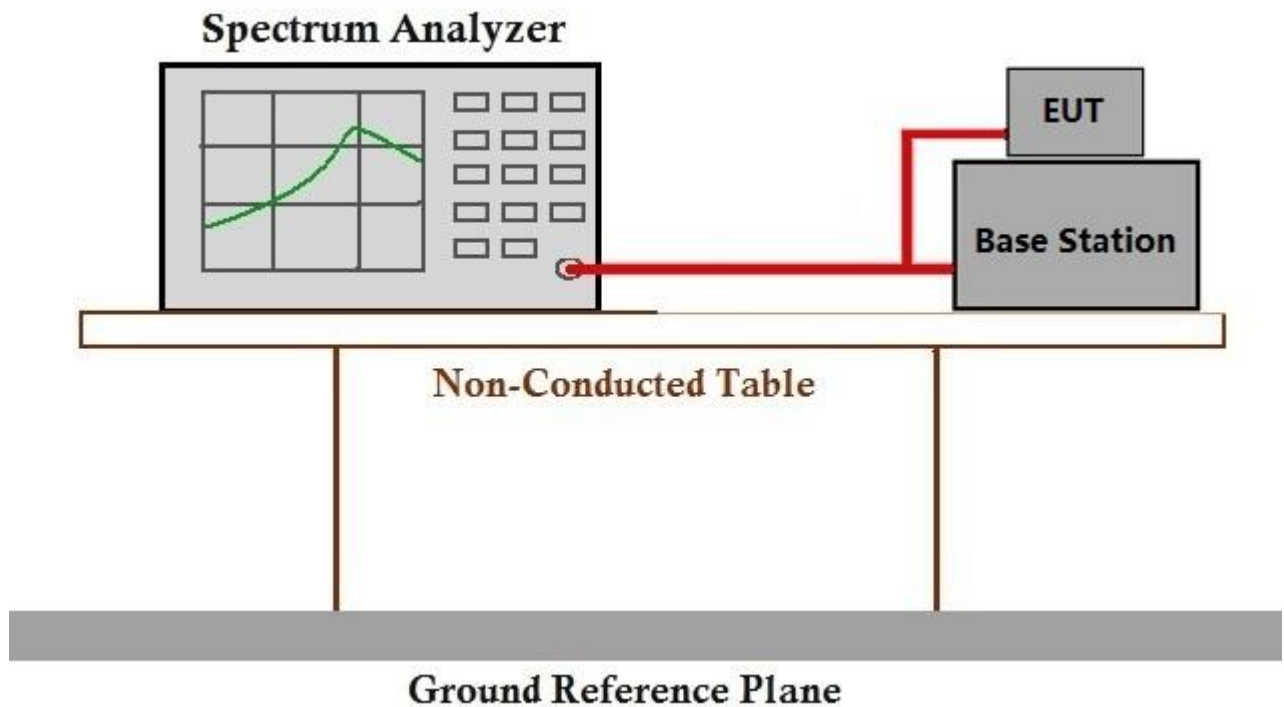 Spectrum Analyzer
EUT
Base Station
Non-Conducted Table
Ground Reference Plane